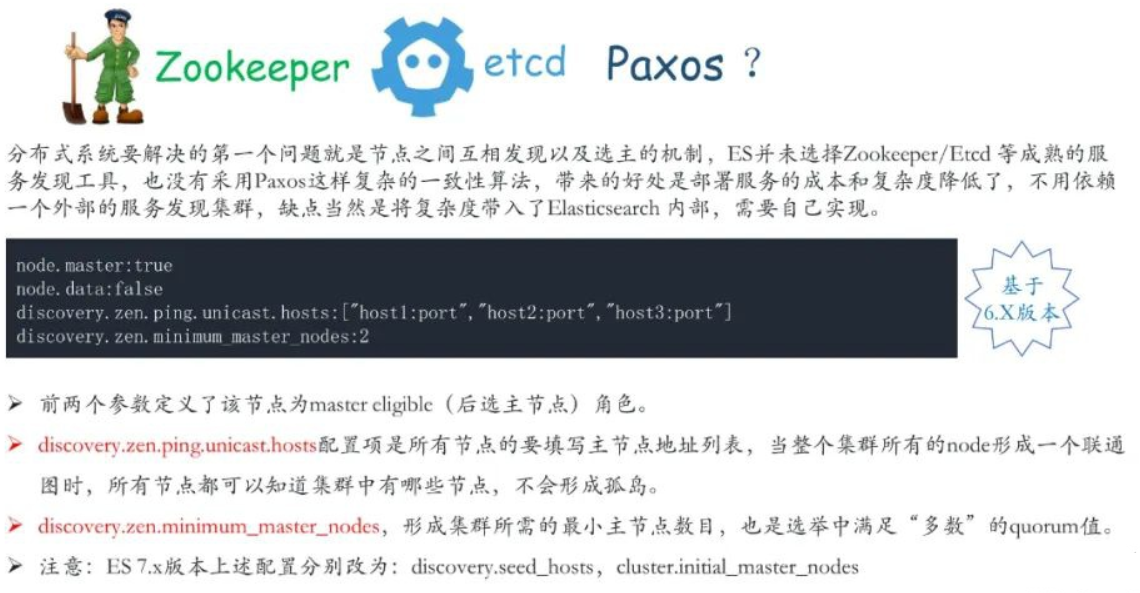 Zookeeper etcd Paxos ？
分布式系统要解决的第一个问题就是节点之间互相发现以及选主的机制，ES并未选择Zookeeper/Etcd 等成熟的服
务发现工具，也没有采用Paxos这样复杂的一致性算法，带来的好处是部署服务的成本和复杂度降低了，不用依赖
一个外部的服务发现集群，缺点当然是将复杂度带入了Elasticsearch 内部，需要自己实现。
node.master:true
node.data:false
discovery.zen.ping.unicast.hosts:["host1:port","host2:port","host3:port"]
discovery.zen.minimum_master_nodes:2
基于
6.X版本
➢ 前两个参数定义了该节点为master eligible（后选主节点）角色。
➢ discovery.zen.ping.unicast.hosts配置项是所有节点的要填写主节点地址列表，当整个集群所有的node形成一个联通
图时，所有节点都可以知道集群中有哪些节点，不会形成孤岛。
➢ discovery.zen.minimum_master_nodes，形成集群所需的最小主节点数目，也是选举中满足“多数”的quorum值。
➢ 注意：ES 7.x版本上述配置分别改为：discovery.seed_hosts，cluster.initial_master_nodes